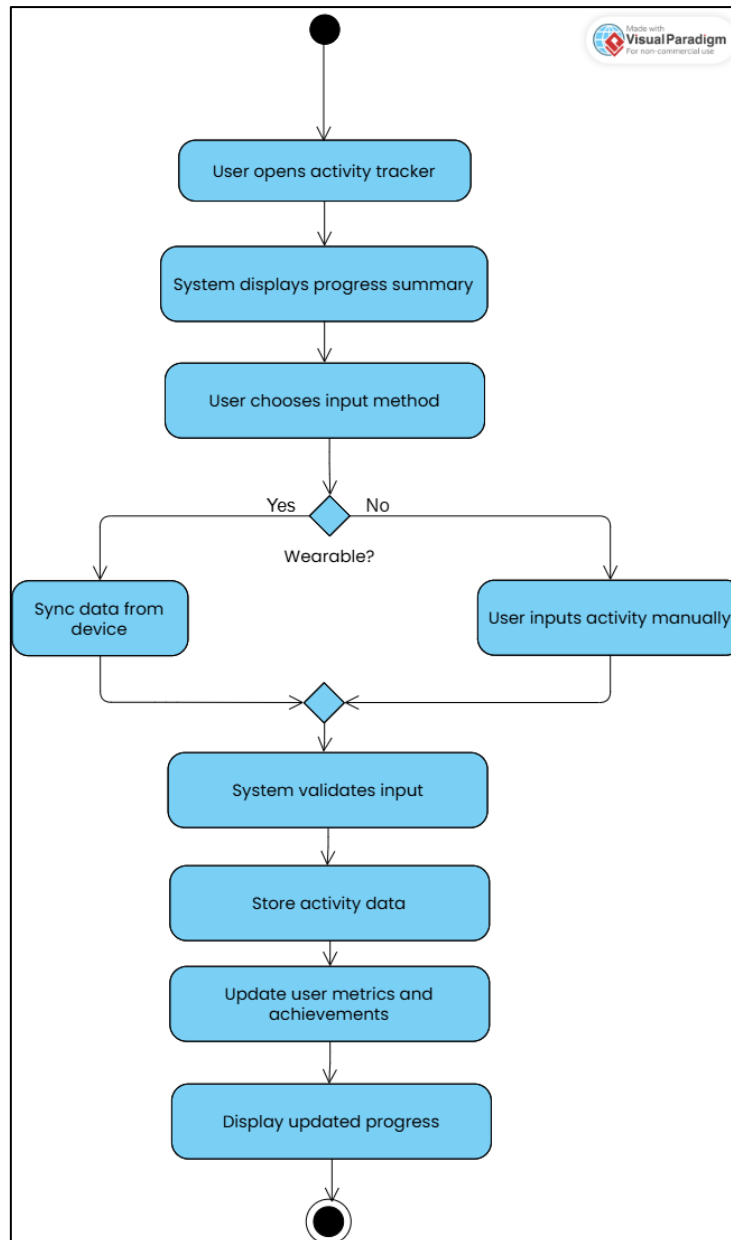 Made with
Visual Paradigm
For non-commercial use
User opens activity tracker
System displays progress summary
User chooses input method
Yes
No
Wearable?
Sync data from
device
User inputs activity manually
System validates input
Store activity data
Update user metrics and
achievements
Display updated progress